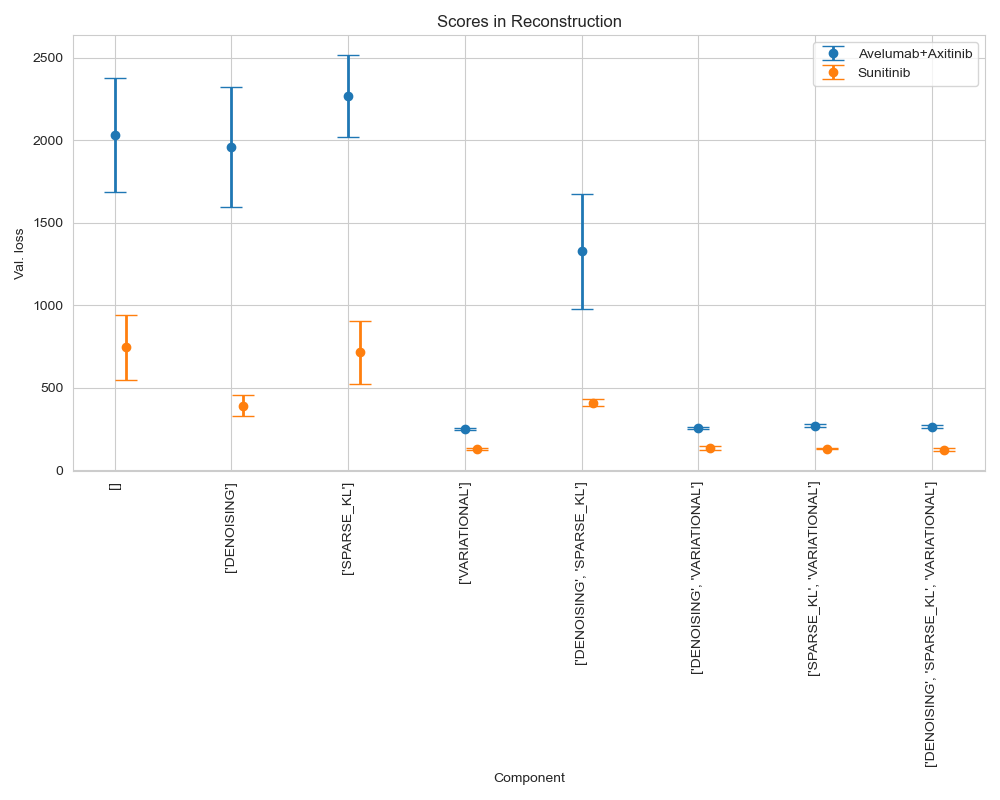 Scores in Reconstruction
Avelumab+Axitinib
Sunitinib
Val. loss
2500
2000
1500
1000
500
0
[]
['DENOISING']
['SPARSE_KL']
['VARIATIONAL']
['DENOISING', 'SPARSE_KL']
['DENOISING', 'VARIATIONAL']
['SPARSE_KL', 'VARIATIONAL']
['DENOISING', 'SPARSE_KL', 'VARIATIONAL']
Component